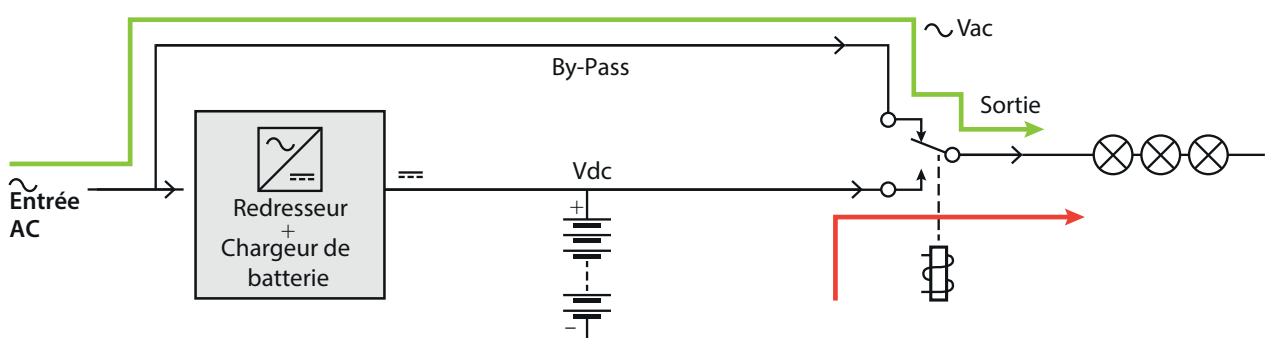 Vac
By-Pass
Sortie
Vdc
Entrée
AC
Redresseur
+
Chargeur de
batterie
+
−